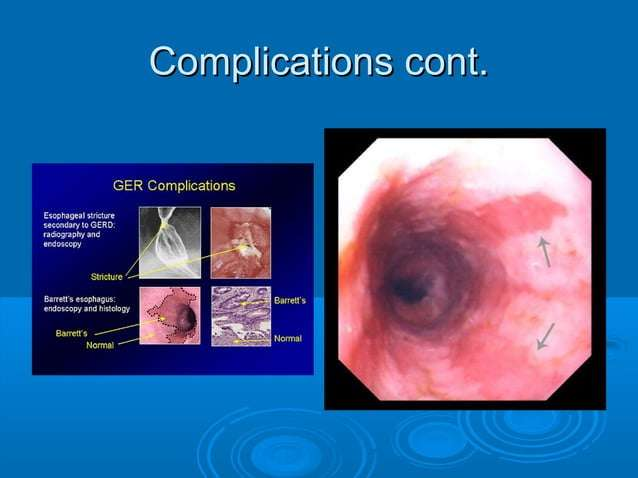 Complications cont.
GER Complications
Esophageal stricture
secondary to GERD:
radiography and
endoscopy
Stricture
Barrett's esophagus:
endoscopy and histology
Barrett's
Barrett's
Normal
Normal